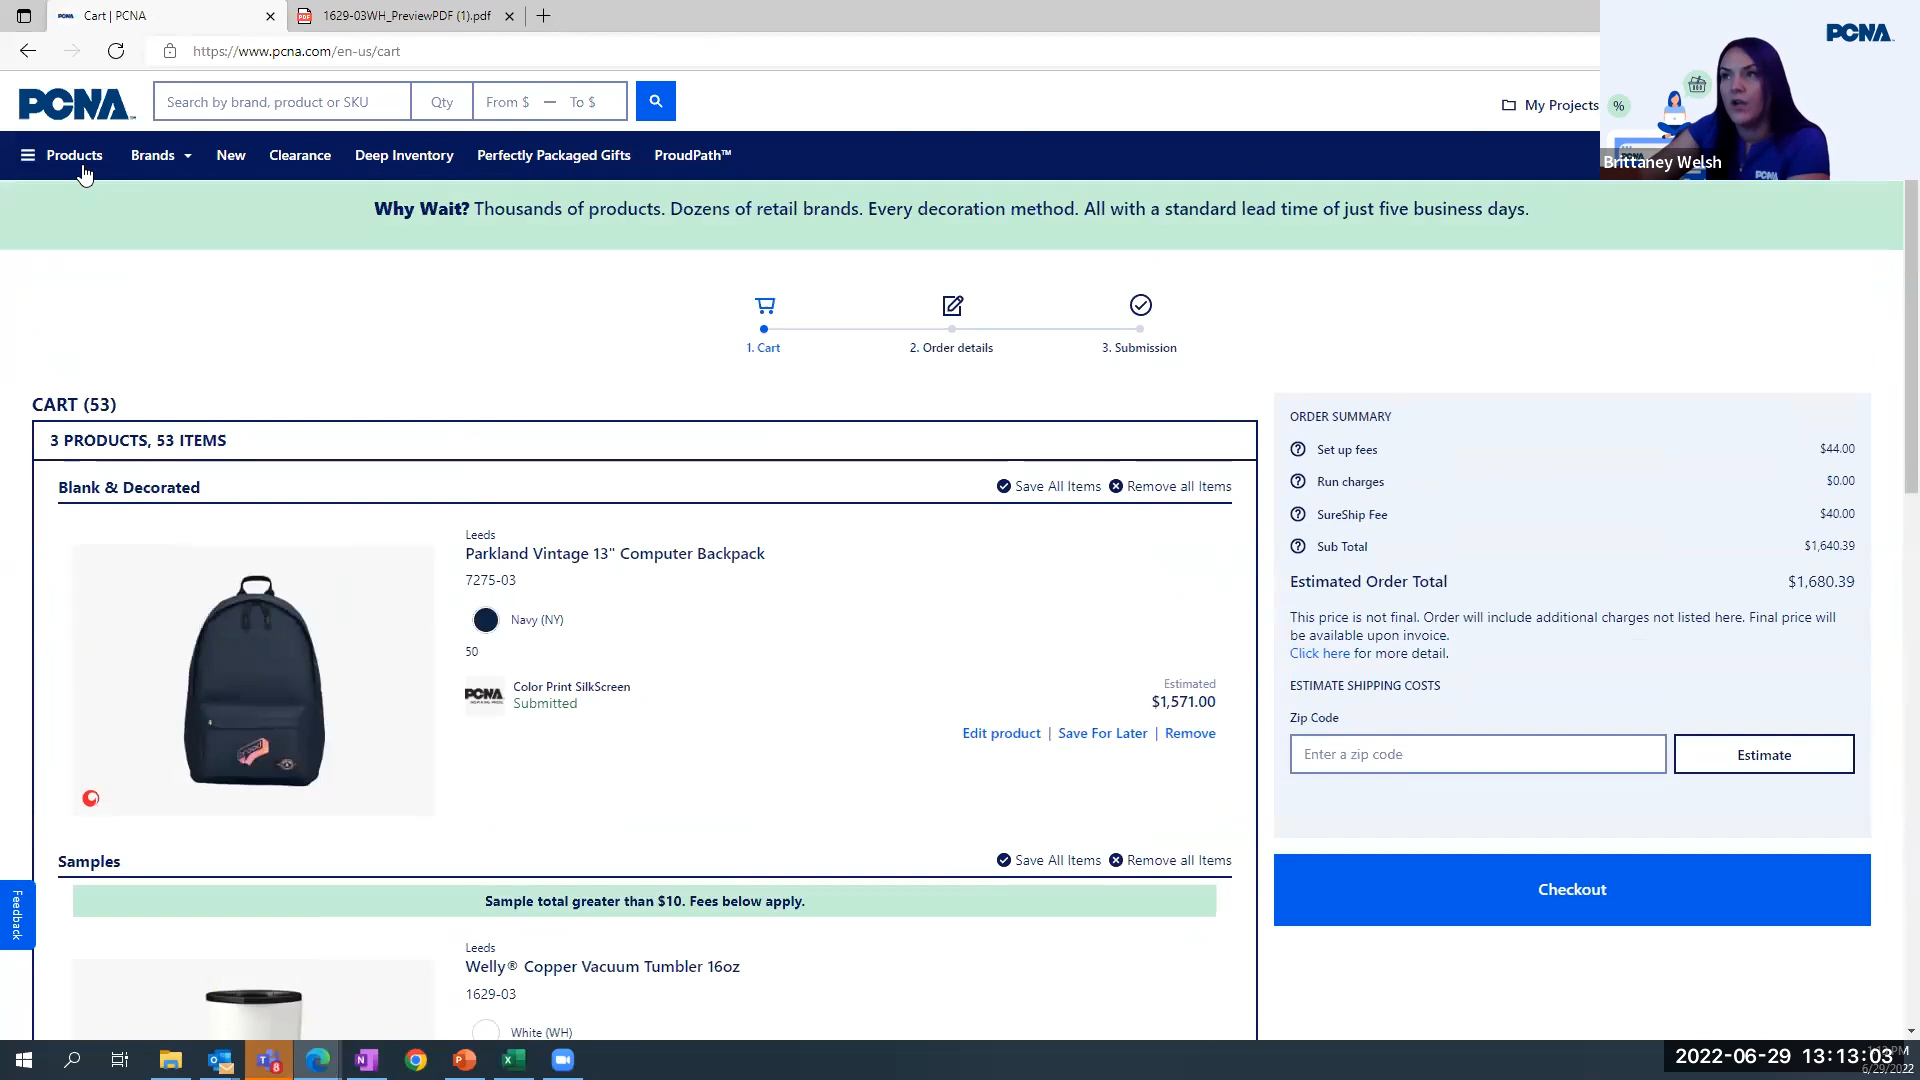 Cart | PCNA
1629-03WH_PreviewPDF (1).pdf
https://www.pcna.com/en-us/cart
PCNA
Search by brand, product or SKU
Qty
From $ — To $
My Projects
%
PCNA
Brittaney Welsh
PCNA
Products
Brands
New
Clearance
Deep Inventory
Perfectly Packaged Gifts
ProudPath™
Why Wait? Thousands of products. Dozens of retail brands. Every decoration method. All with a standard lead time of just five business days.
1. Cart
2. Order details
3. Submission
CART (53)
3 PRODUCTS, 53 ITEMS
Blank & Decorated
Save All Items
Remove all Items
Leeds
Parkland Vintage 13" Computer Backpack
7275-03
Navy (NY)
50
PCNA
Color Print SilkScreen
Submitted
Estimated
$1,571.00
Edit product | Save For Later | Remove
Samples
Save All Items
Remove all Items
Sample total greater than $10. Fees below apply.
Leeds
Welly® Copper Vacuum Tumbler 16oz
1629-03
White (WH)
ORDER SUMMARY
Set up fees $44.00
Run charges $0.00
SureShip Fee $40.00
Sub Total $1,640.39
Estimated Order Total $1,680.39
This price is not final. Order will include additional charges not listed here. Final price will
be available upon invoice.
Click here for more detail.
ESTIMATE SHIPPING COSTS
Zip Code
Enter a zip code
Estimate
Checkout
Feedback
2022-06-29 13:13:03